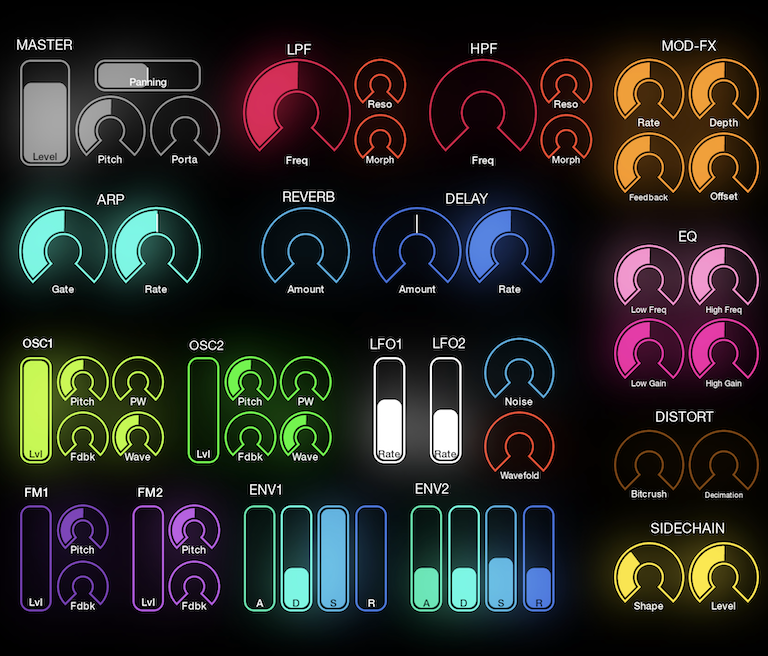 MASTER
Panning
Level
Pitch
Porta
LPF
Freq
Reso
Morph
HPF
Freq
Reso
Morph
MOD-FX
Rate
Depth
Feedback
Offset
ARP
Gate
Rate
REVERB
Amount
DELAY
Amount
Rate
EQ
Low Freq
High Freq
Low Gain
High Gain
OSC1
Lvl
Pitch
PW
Fdbk
Wave
OSC2
Lvl
Pitch
PW
Fdbk
Wave
LFO1
Rate
LFO2
Rate
Noise
Wavefold
DISTORT
Bitcrush
Decimation
FM1
Lvl
Pitch
Fdbk
FM2
Lvl
Pitch
Fdbk
ENV1
A
D
S
R
ENV2
A
D
S
R
SIDECHAIN
Shape
Level